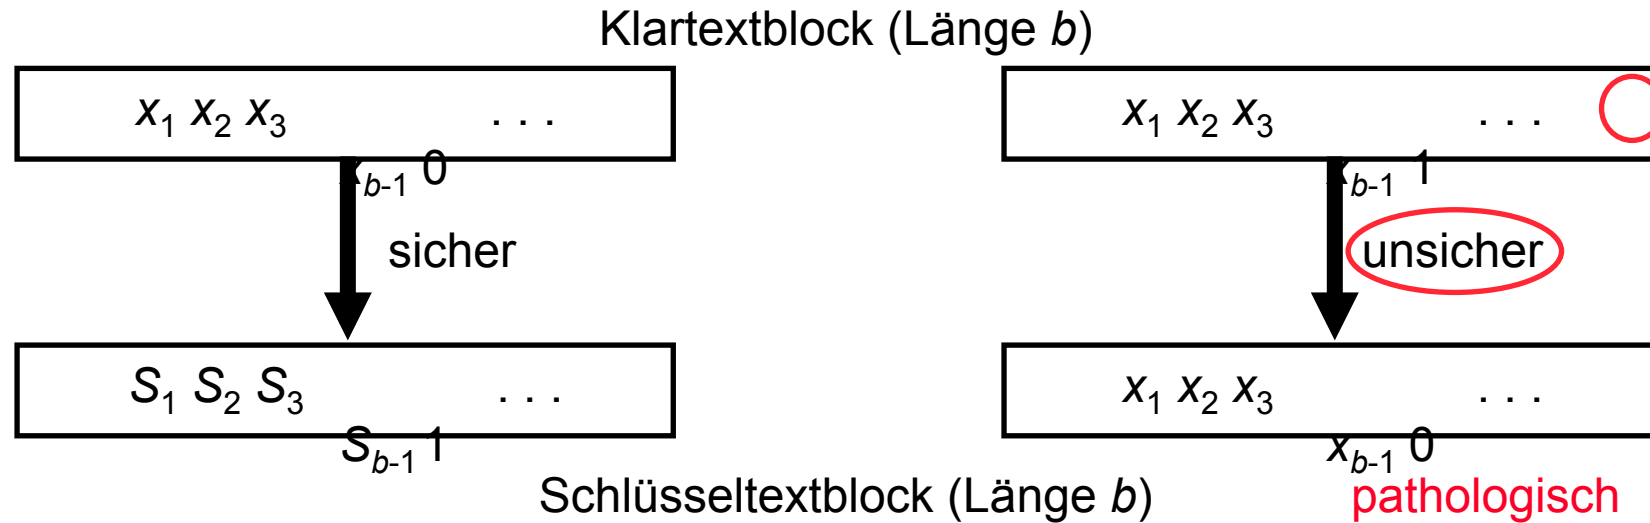 Klartextblock (Länge b)
x1 x2 x3 . . .
xb-1 0
x1 x2 x3 . . .
xb-1 1
sicher
unsicher
S1 S2 S3 . . .
Sb-1 1
x1 x2 x3 . . .
xb-1 0
Schlüsseltextblock (Länge b)
pathologisch